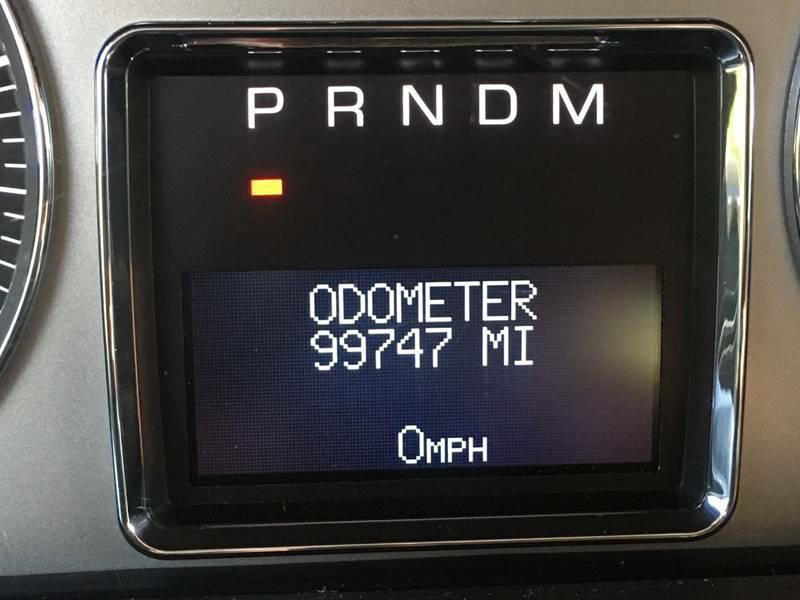 P R N D M
ODOMETER
99747 MI
0MPH